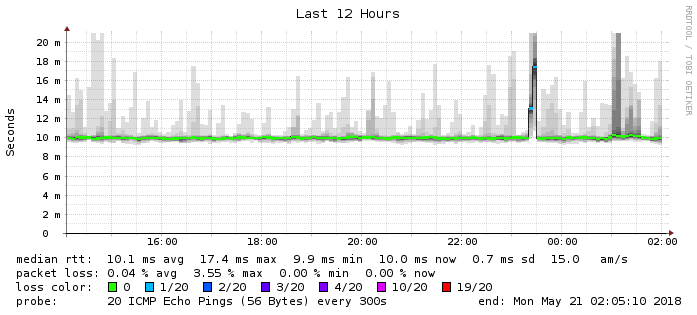 Last 12 Hours
RRDTOOL / TOBI OETIKER
Seconds
20 m
18 m
16 m
14 m
12 m
10 m
8 m
6 m
4 m
2 m
0
16:00 18:00 20:00 22:00 00:00 02:00
median rtt: 10.1 ms avg 17.4 ms max 9.9 ms min 10.0 ms now 0.7 ms sd 15.0 am/s
packet loss: 0.04 % avg 3.55 % max 0.00 % min 0.00 % now
loss color: 0 1/20 2/20 3/20 4/20 10/20 19/20
probe: 20 ICMP Echo Pings (56 Bytes) every 300s end: Mon May 21 02:05:10 2018